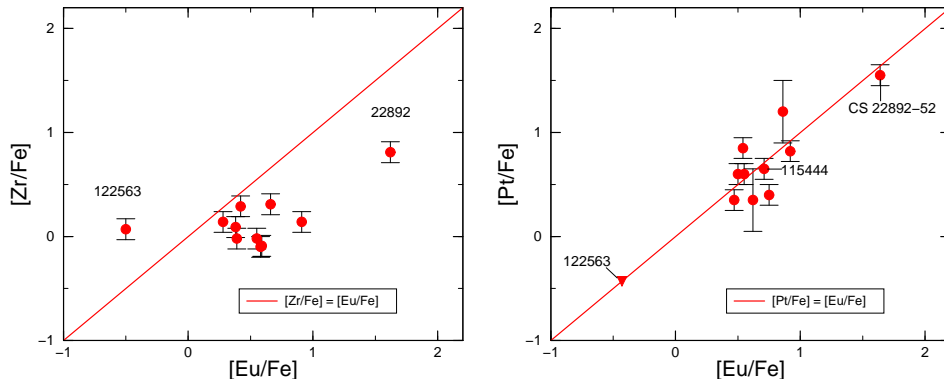 2
1
0
−1
[Zr/Fe]
22892
122563
[Zr/Fe] = [Eu/Fe]
−1
0
1
2
[Eu/Fe]
2
1
0
−1
[Pt/Fe]
CS 22892−52
115444
122563
[Pt/Fe] = [Eu/Fe]
−1
0
1
2
[Eu/Fe]